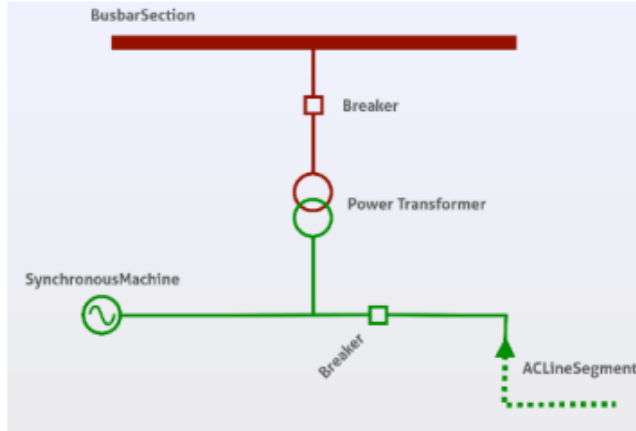 BusbarSection
Breaker
Power Transformer
SynchronousMachine
Breaker
ACLineSegment